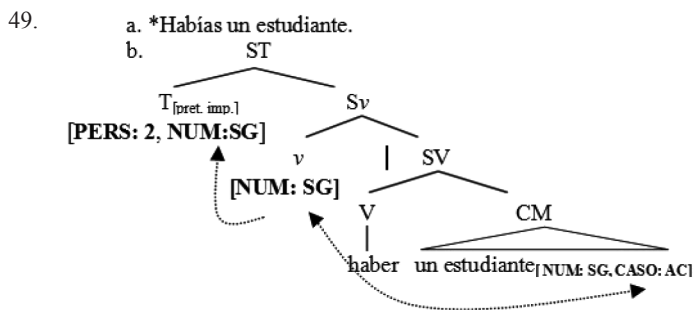 49. a. *Habías un estudiante.
b. ST
T[pret. imp.] Sv
[PERS: 2, NUM:SG]
v SV
[NUM: SG]
V CM
haber un estudiante[NUM: SG, CASO: AC]